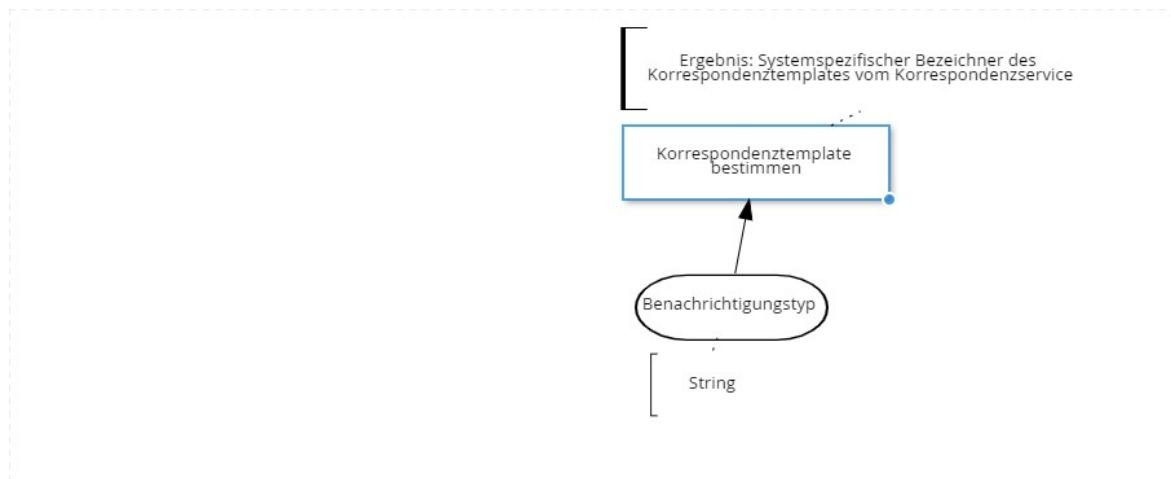 Ergebnis: Systemspezifischer Bezeichner des
Korrespondenztemplates vom Korrespondenzservice
Korrespondenztemplate
bestimmen
Benachrichtigungstyp
String